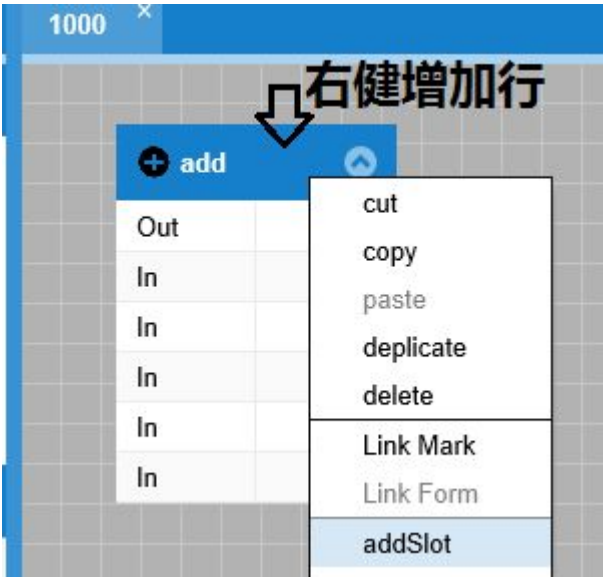 1000 ×
右健增加行
add
Out
In
In
In
In
In
cut
copy
paste
deplicate
delete
Link Mark
Link Form
addSlot